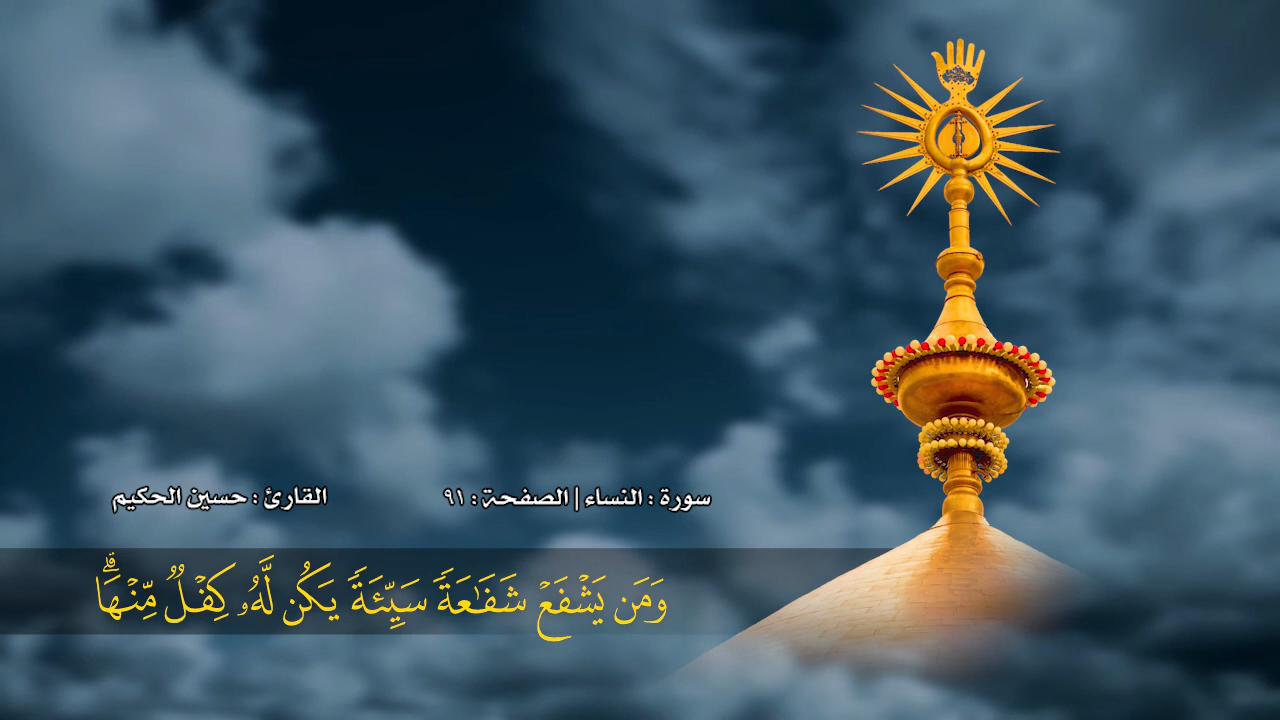 سورة : النساء | الصفحة : ٩١ القارئ : حسين الحكيم
وَمَن يَشْفَعْ شَفَـٰعَةً سَيِّئَةً يَكُن لَّهُۥ كِفْلٌ مِّنْهَا ۗ